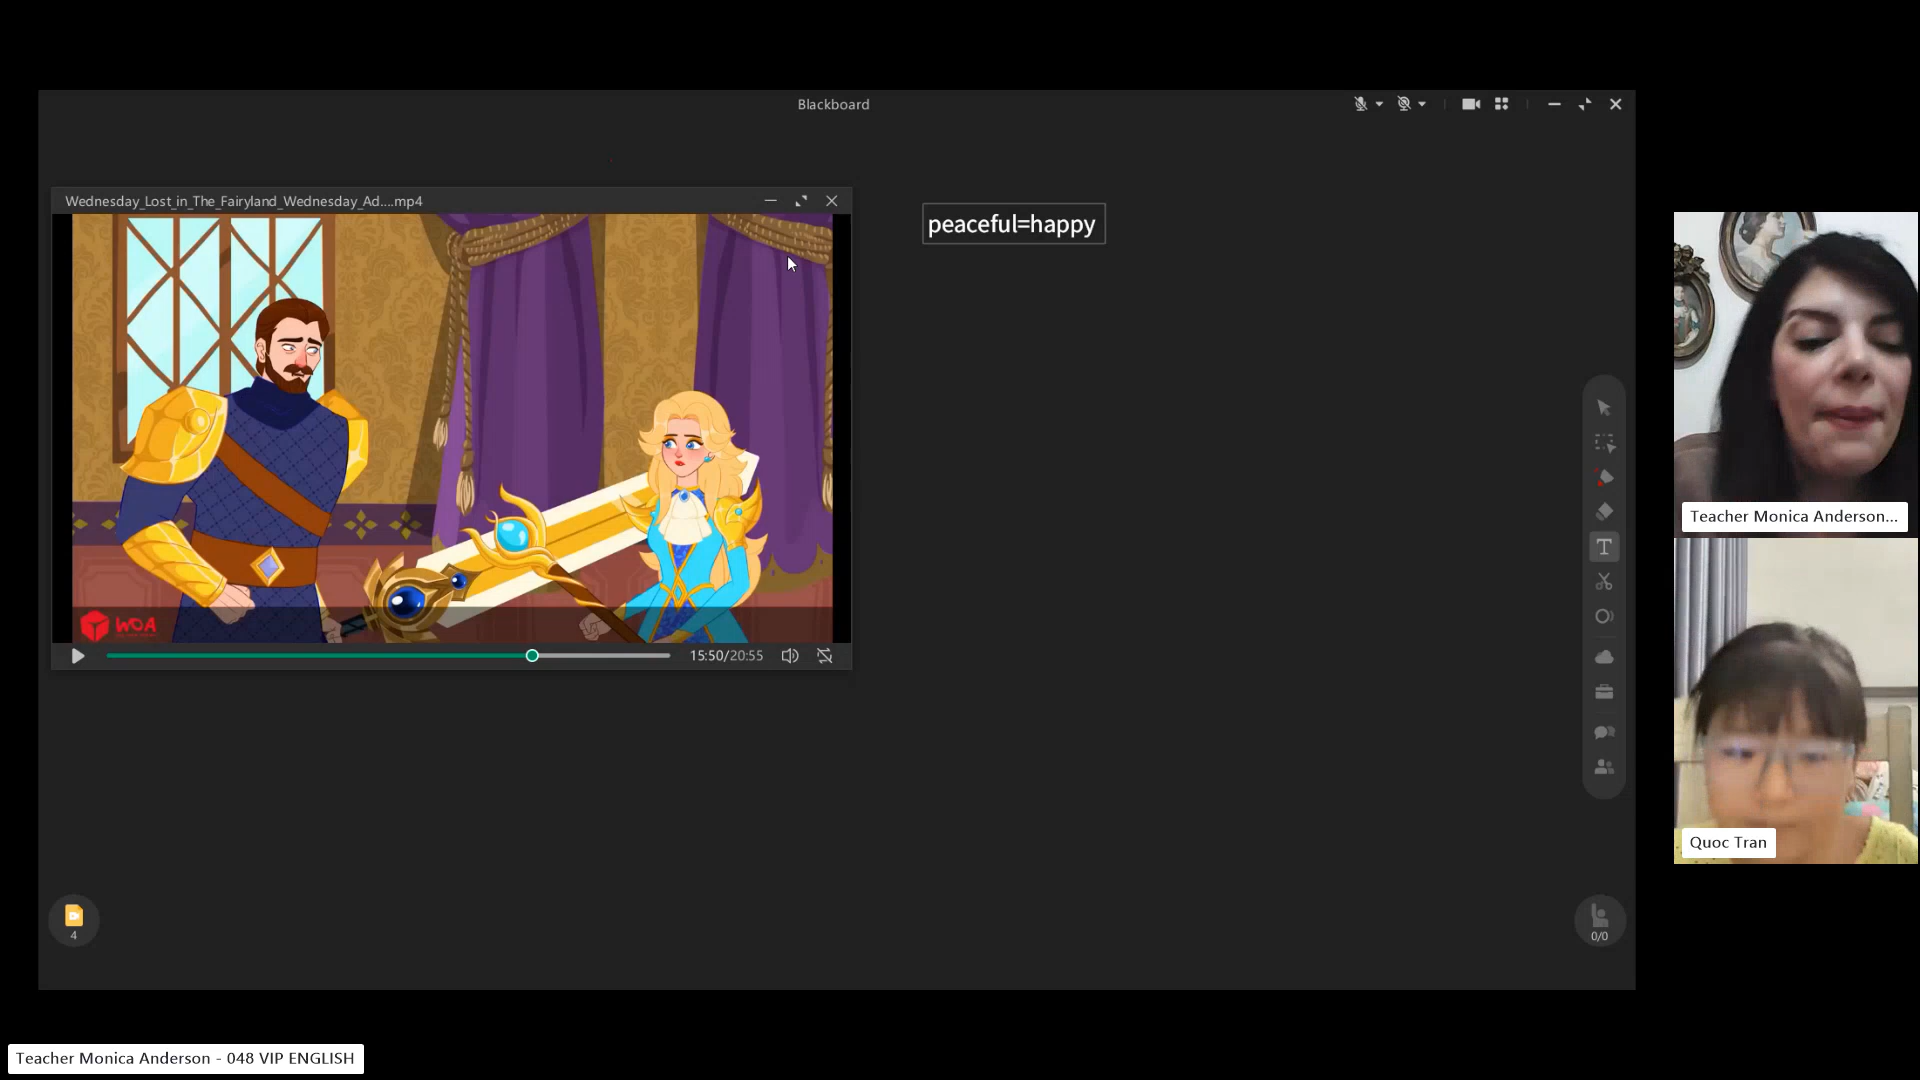 Blackboard
Wednesday_Lost_in_The_Fairyland_Wednesday_Ad....mp4
peaceful=happy
WOA
15:50/20:55
T
4
0/0
Teacher Monica Anderson...
Quoc Tran
Teacher Monica Anderson - 048 VIP ENGLISH